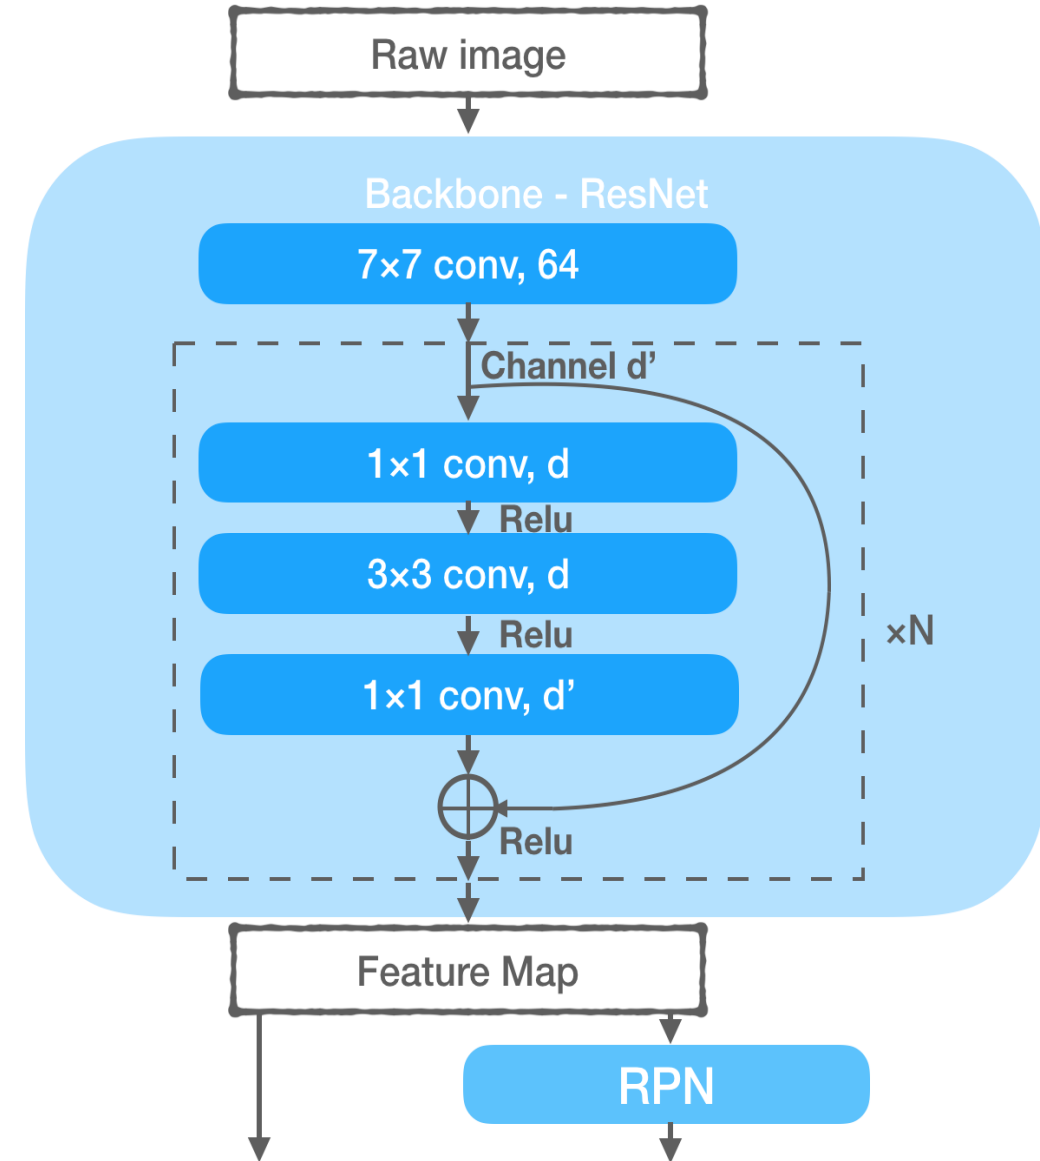 Raw image
Backbone - ResNet
7×7 conv, 64
Channel d’
1×1 conv, d
Relu
3×3 conv, d
Relu
×N
1×1 conv, d’
Relu
Feature Map
RPN